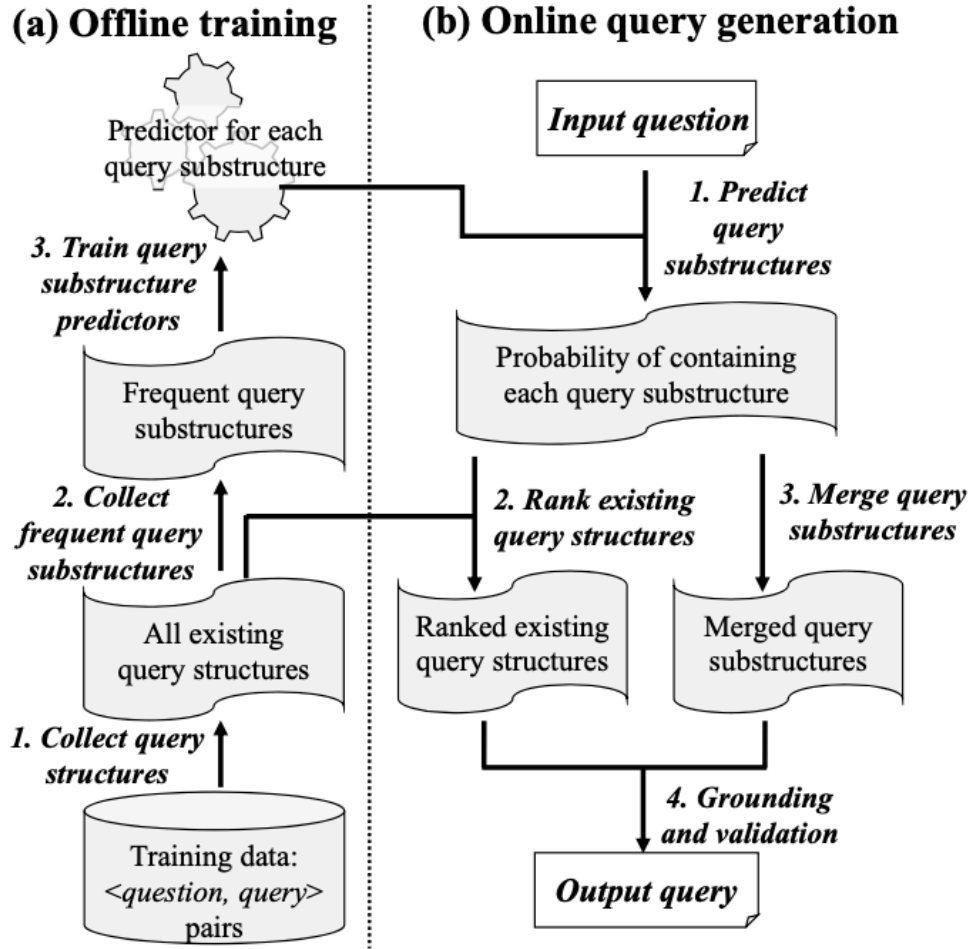 (a) Offline training
Predictor for each
query substructure
3. Train query
substructure
predictors
Frequent query
substructures
2. Collect
frequent query
substructures
All existing
query structures
1. Collect query
structures
Training data:
<question, query>
pairs
(b) Online query generation
Input question
1. Predict
query
substructures
Probability of containing
each query substructure
2. Rank existing
query structures
3. Merge query
substructures
Ranked existing
query structures
Merged query
substructures
4. Grounding
and validation
Output query